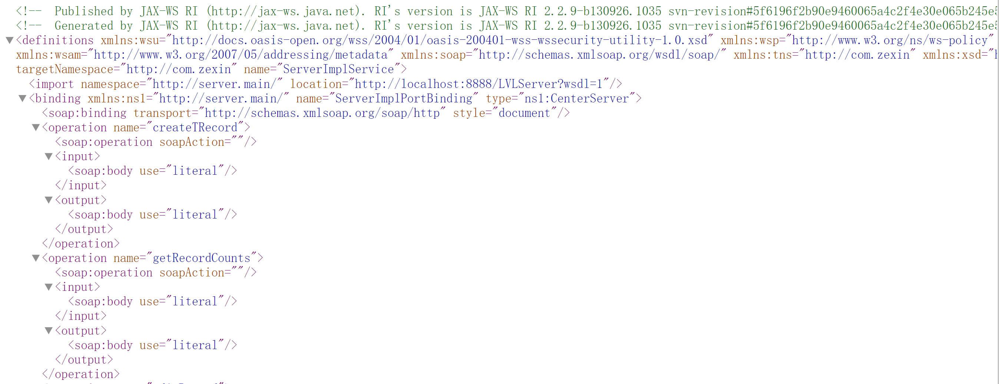 <!-- Published by JAX-WS RI (http://jax-ws.java.net). RI's version is JAX-WS RI 2.2.9-b130926.1035 svn-revision#5f6196f2b90e9460065a4c2f4e30e065b245e5
<!-- Generated by JAX-WS RI (http://jax-ws.java.net). RI's version is JAX-WS RI 2.2.9-b130926.1035 svn-revision#5f6196f2b90e9460065a4c2f4e30e065b245e5
▼<definitions xmlns:wsu="http://docs.oasis-open.org/wss/2004/01/oasis-200401-wss-wssecurity-utility-1.0.xsd" xmlns:wsp="http://www.w3.org/ns/ws-policy"
xmlns:wsam="http://www.w3.org/2007/05/addressing/metadata" xmlns:soap="http://schemas.xmlsoap.org/wsdl/soap/" xmlns:tns="http://com.zexin" xmlns:xsd="h
targetNamespace="http://com.zexin" name="ServerImplService">
<import namespace="http://server.main/" location="http://localhost:8888/LVLServer?wsdl=1"/>
▼<binding xmlns:ns1="http://server.main/" name="ServerImplPortBinding" type="ns1:CenterServer">
<soap:binding transport="http://schemas.xmlsoap.org/soap/http" style="document"/>
▼<operation name="createTRecord">
<soap:operation soapAction=""/>
▼<input>
<soap:body use="literal"/>
</input>
▼<output>
<soap:body use="literal"/>
</output>
</operation>
▼<operation name="getRecordCounts">
<soap:operation soapAction=""/>
▼<input>
<soap:body use="literal"/>
</input>
▼<output>
<soap:body use="literal"/>
</output>
</operation>